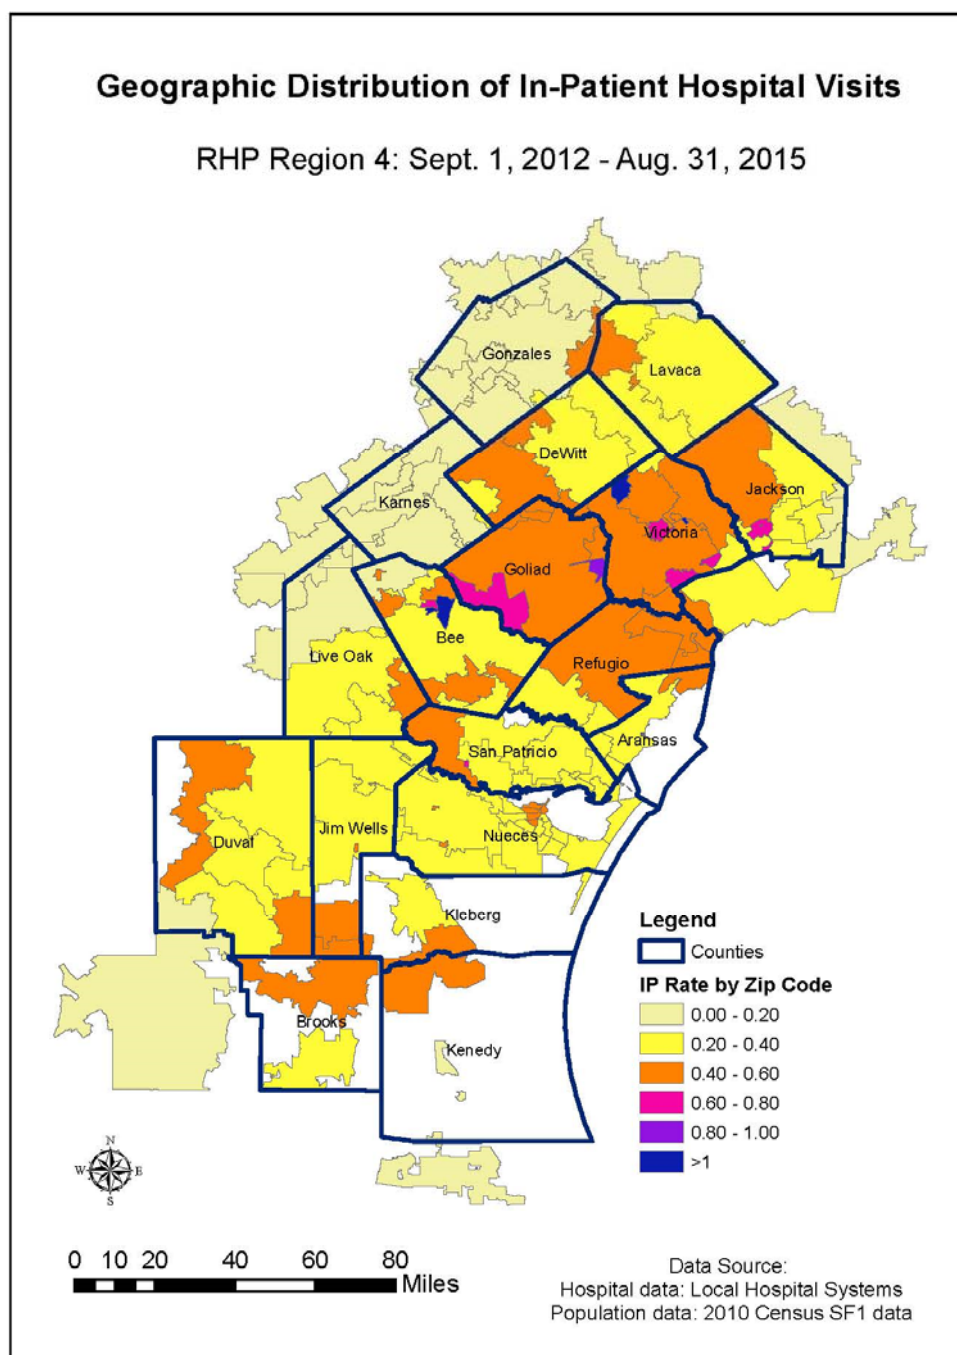 Geographic Distribution of In-Patient Hospital Visits
RHP Region 4: Sept. 1, 2012 - Aug. 31, 2015
Gonzales
Lavaca
DeWitt
Karnes
Jackson
Victoria
Goliad
Bee
Live Oak
Refugio
Aransas
San Patricio
Duval
Jim Wells
Nueces
Kleberg
Brooks
Kenedy
Legend
Counties
IP Rate by Zip Code
0.00 - 0.20
0.20 - 0.40
0.40 - 0.60
0.60 - 0.80
0.80 - 1.00
>1
N
W E
S
0 10 20 40 60 80
Miles
Data Source:
Hospital data: Local Hospital Systems
Population data: 2010 Census SF1 data